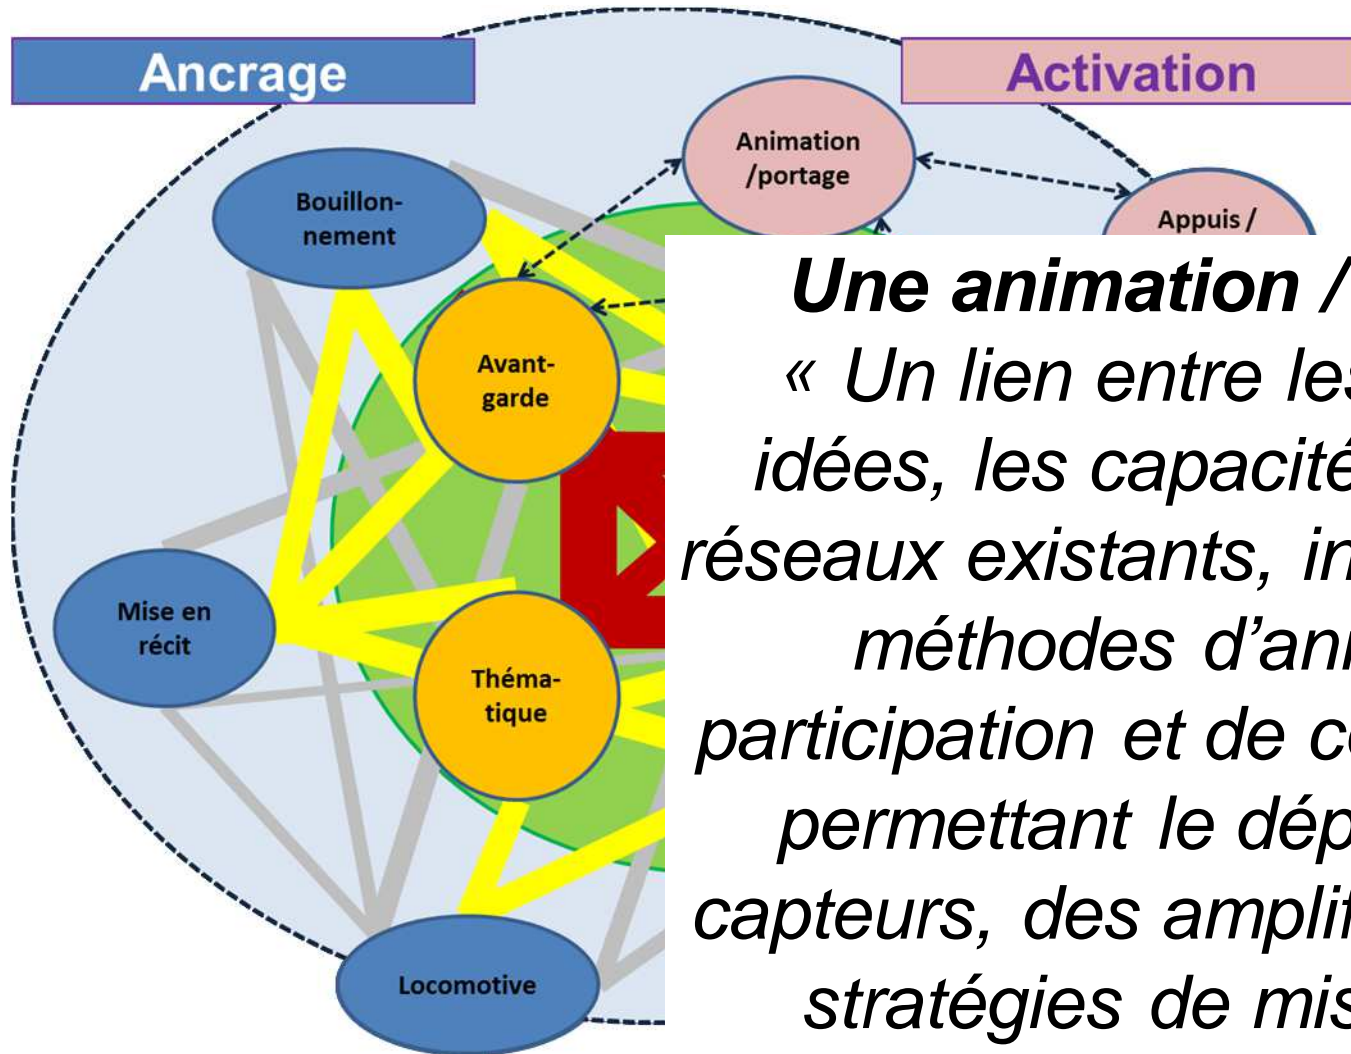 Ancrage
Activation
Animation
/portage
Bouillon-
nement
Appuis /
Avant-
garde
Mise en
récit
Théma-
tique
Locomotive
Une animation /
« Un lien entre les
idées, les capacité
réseaux existants, in
méthodes d’ani
participation et de c
permettant le dép
capteurs, des amplif
stratégies de mis